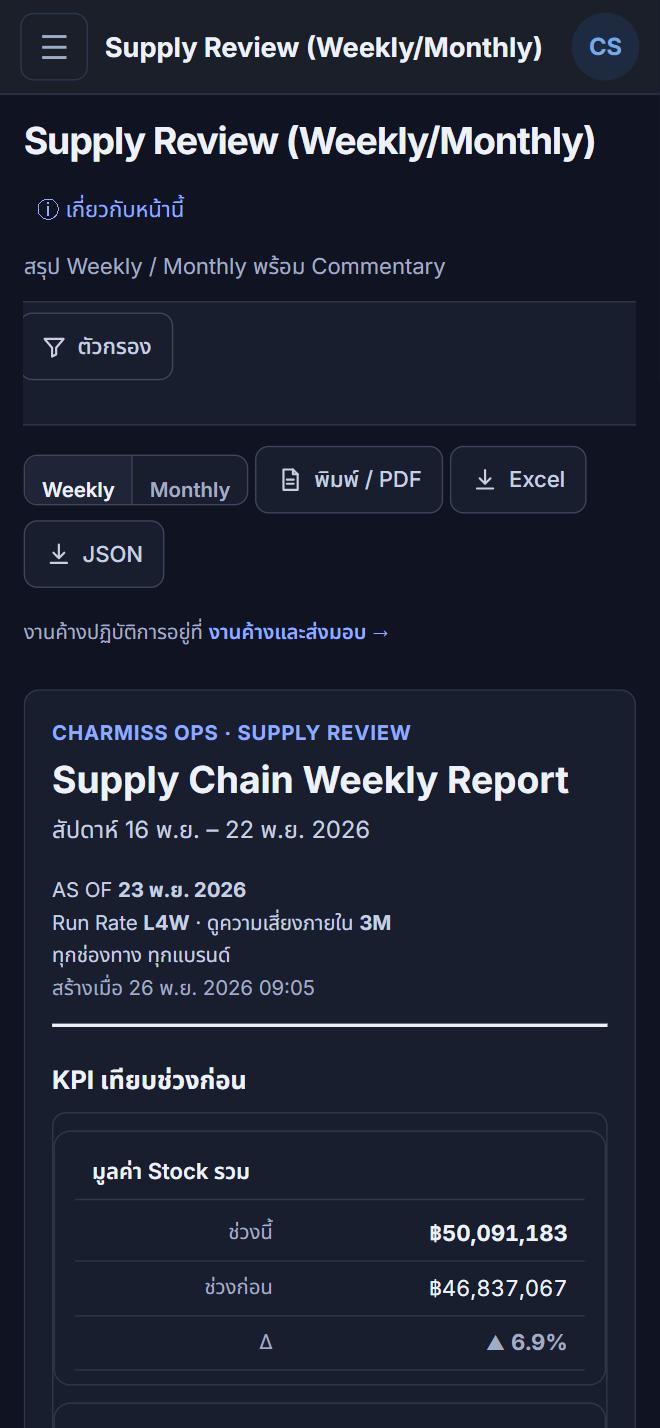 ☰ Supply Review (Weekly/Monthly) CS
Supply Review (Weekly/Monthly)
ⓘ เกี่ยวกับหน้านี้
สรุป Weekly / Monthly พร้อม Commentary
ตัวกรอง
Weekly Monthly พิมพ์ / PDF Excel
JSON
งานค้างปฏิบัติการอยู่ที่ งานค้างและส่งมอบ →
CHARMISS OPS · SUPPLY REVIEW
Supply Chain Weekly Report
สัปดาห์ 16 พ.ย. – 22 พ.ย. 2026
AS OF 23 พ.ย. 2026
Run Rate L4W · ดูความเสี่ยงภายใน 3M
ทุกช่องทาง ทุกแบรนด์
สร้างเมื่อ 26 พ.ย. 2026 09:05
KPI เทียบช่วงก่อน
มูลค่า Stock รวม
ช่วงนี้ ฿50,091,183
ช่วงก่อน ฿46,837,067
Δ ▲ 6.9%